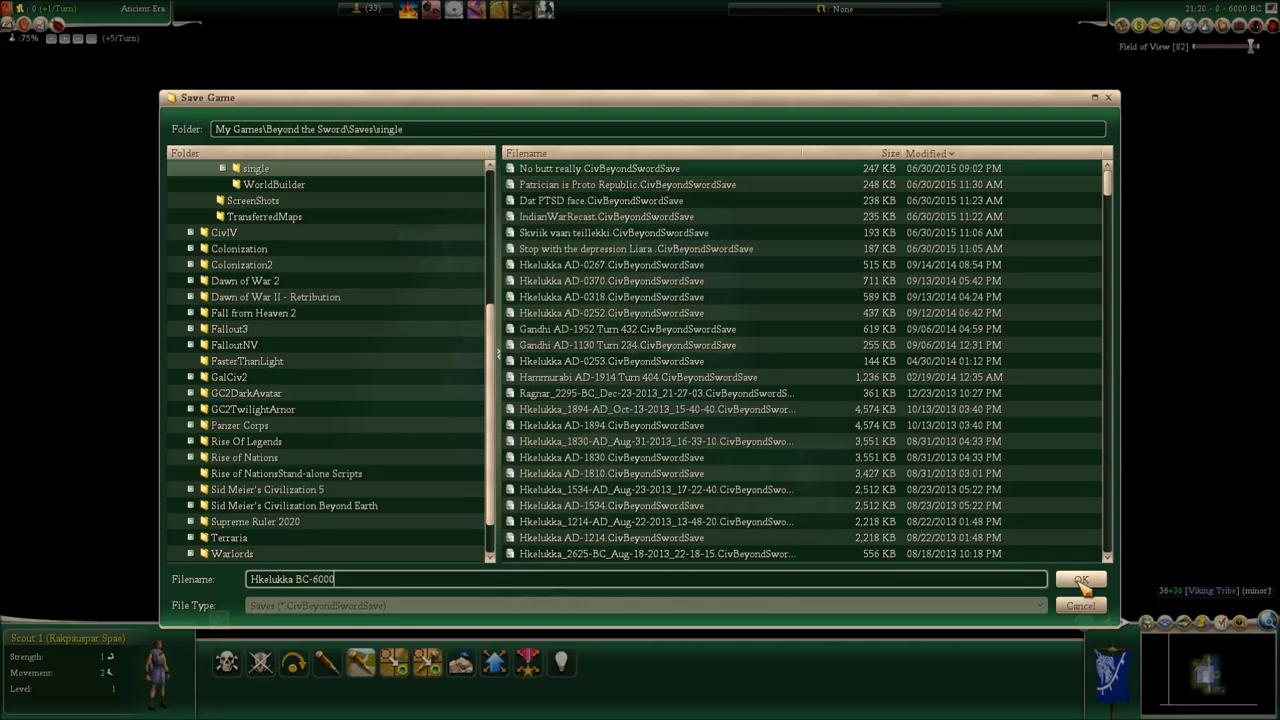 : 0 (+1/Turn)
Ancient Era
(33)
: None
21:20 - 0 - 6000 BC
:75%
(+5/Turn)
Field of View [82]
Save Game
Folder:
My Games\Beyond the Sword\Saves\single
Folder
Filename
Size
Modified
single
No butt really.CivBeyondSwordSave
247 KB
06/30/2015 09:02 PM
WorldBuilder
Patrician is Proto Republic.CivBeyondSwordSave
248 KB
06/30/2015 11:30 AM
ScreenShots
Dat PTSD face.CivBeyondSwordSave
238 KB
06/30/2015 11:23 AM
TransferredMaps
IndianWarRecast.CivBeyondSwordSave
235 KB
06/30/2015 11:22 AM
CivIV
Skviik vaan teillekki.CivBeyondSwordSave
193 KB
06/30/2015 11:06 AM
Colonization
Stop with the depression Liara .CivBeyondSwordSave
187 KB
06/30/2015 11:05 AM
Colonization2
Hkelukka AD-0267.CivBeyondSwordSave
515 KB
09/14/2014 08:54 PM
Dawn of War 2
Hkelukka AD-0370.CivBeyondSwordSave
711 KB
09/13/2014 05:42 PM
Dawn of War II - Retribution
Hkelukka AD-0318.CivBeyondSwordSave
589 KB
09/13/2014 04:24 PM
Fall from Heaven 2
Hkelukka AD-0252.CivBeyondSwordSave
437 KB
09/12/2014 06:42 PM
Fallout3
Gandhi AD-1952 Turn 432.CivBeyondSwordSave
619 KB
09/06/2014 04:59 PM
FalloutNV
Gandhi AD-1130 Turn 234.CivBeyondSwordSave
255 KB
09/06/2014 12:31 PM
FasterThanLight
Hkelukka AD-0253.CivBeyondSwordSave
144 KB
04/30/2014 01:12 PM
GalCiv2
Hammurabi AD-1914 Turn 404.CivBeyondSwordSave
1,236 KB
02/19/2014 12:35 AM
GC2DarkAvatar
Ragnar_2295-BC_Dec-23-2013_21-27-03.CivBeyondSwordS...
361 KB
12/23/2013 10:27 PM
GC2TwilightArnor
Hkelukka_1894-AD_Oct-13-2013_15-40-40.CivBeyondSwor...
4,574 KB
10/13/2013 03:40 PM
Panzer Corps
Hkelukka AD-1894.CivBeyondSwordSave
4,574 KB
10/13/2013 03:40 PM
Rise Of Legends
Hkelukka_1830-AD_Aug-31-2013_16-33-10.CivBeyondSwo...
3,551 KB
08/31/2013 04:33 PM
Rise of Nations
Hkelukka AD-1830.CivBeyondSwordSave
3,551 KB
08/31/2013 04:33 PM
Rise of NationsStand-alone Scripts
Hkelukka AD-1810.CivBeyondSwordSave
3,427 KB
08/31/2013 03:01 PM
Sid Meier's Civilization 5
Hkelukka_1534-AD_Aug-23-2013_17-22-40.CivBeyondSwo...
2,512 KB
08/23/2013 05:22 PM
Sid Meier's Civilization Beyond Earth
Hkelukka AD-1534.CivBeyondSwordSave
2,512 KB
08/23/2013 05:22 PM
Supreme Ruler 2020
Hkelukka_1214-AD_Aug-22-2013_13-48-20.CivBeyondSwo...
2,218 KB
08/22/2013 01:48 PM
Terraria
Hkelukka AD-1214.CivBeyondSwordSave
2,218 KB
08/22/2013 01:48 PM
Warlords
Hkelukka_2625-BC_Aug-18-2013_22-18-15.CivBeyondSwor...
556 KB
08/18/2013 10:18 PM
Filename:
Hkelukka BC-6000
OK
File Type:
Saves (*.CivBeyondSwordSave)
Cancel
36+36 [Viking Tribe] (minor)
Scout 1 (Rakpauspar Spae)
Strength:
1
Movement:
2
Level:
1